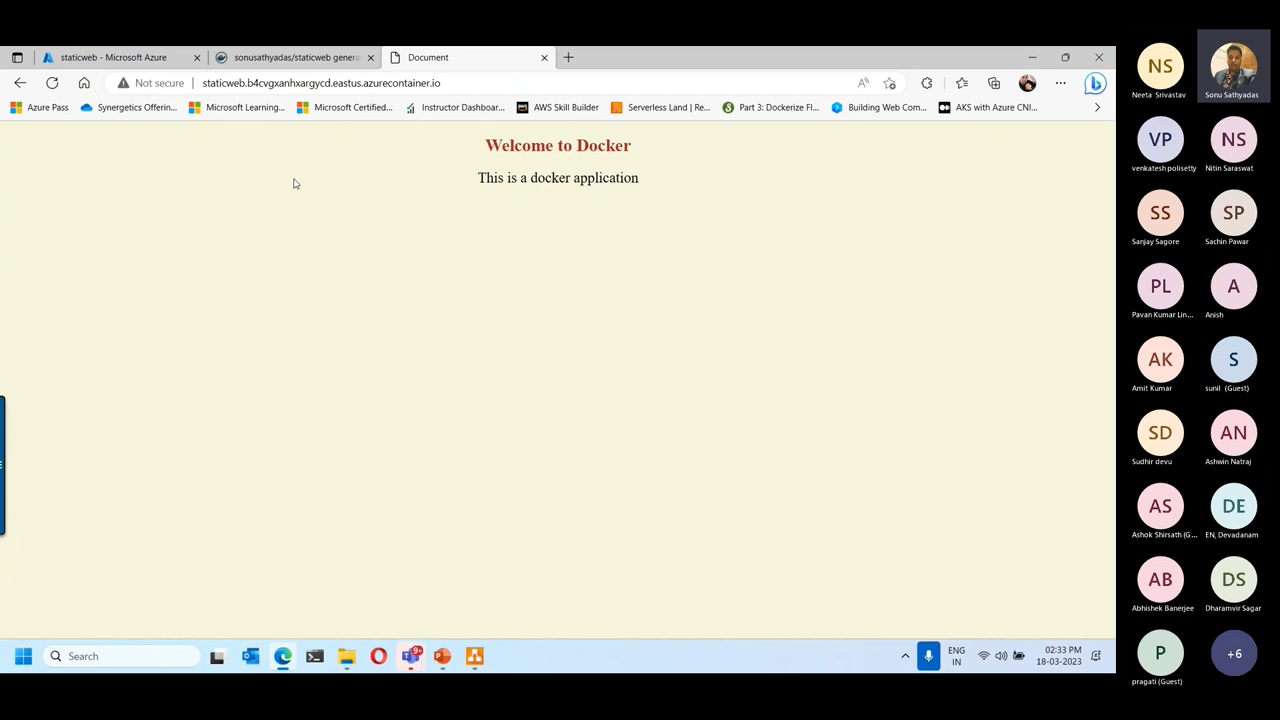 staticweb - Microsoft Azure
sonusathyadas/staticweb genera
Document
Not secure
staticweb.b4cvgxanhxargycd.eastus.azurecontainer.io
Azure Pass
Synergetics Offerin...
Microsoft Learning...
Microsoft Certified...
Instructor Dashboar...
AWS Skill Builder
Serverless Land | Re...
Part 3: Dockerize Fl...
Building Web Com...
AKS with Azure CNI...
Welcome to Docker
This is a docker application
Search
9+
ENG
IN
02:33 PM
18-03-2023
NS
Neeta Srivastav
Sonu Sathyadas
VP
venkatesh polisetty
NS
Nitin Saraswat
SS
Sanjay Sagore
SP
Sachin Pawar
PL
Pavan Kumar Lin...
A
Anish
AK
Amit Kumar
S
sunil (Guest)
SD
Sudhir devu
AN
Ashwin Natraj
AS
Ashok Shirsath (G...
DE
EN, Devadanam
AB
Abhishek Banerjee
DS
Dharamvir Sagar
P
pragati (Guest)
+6